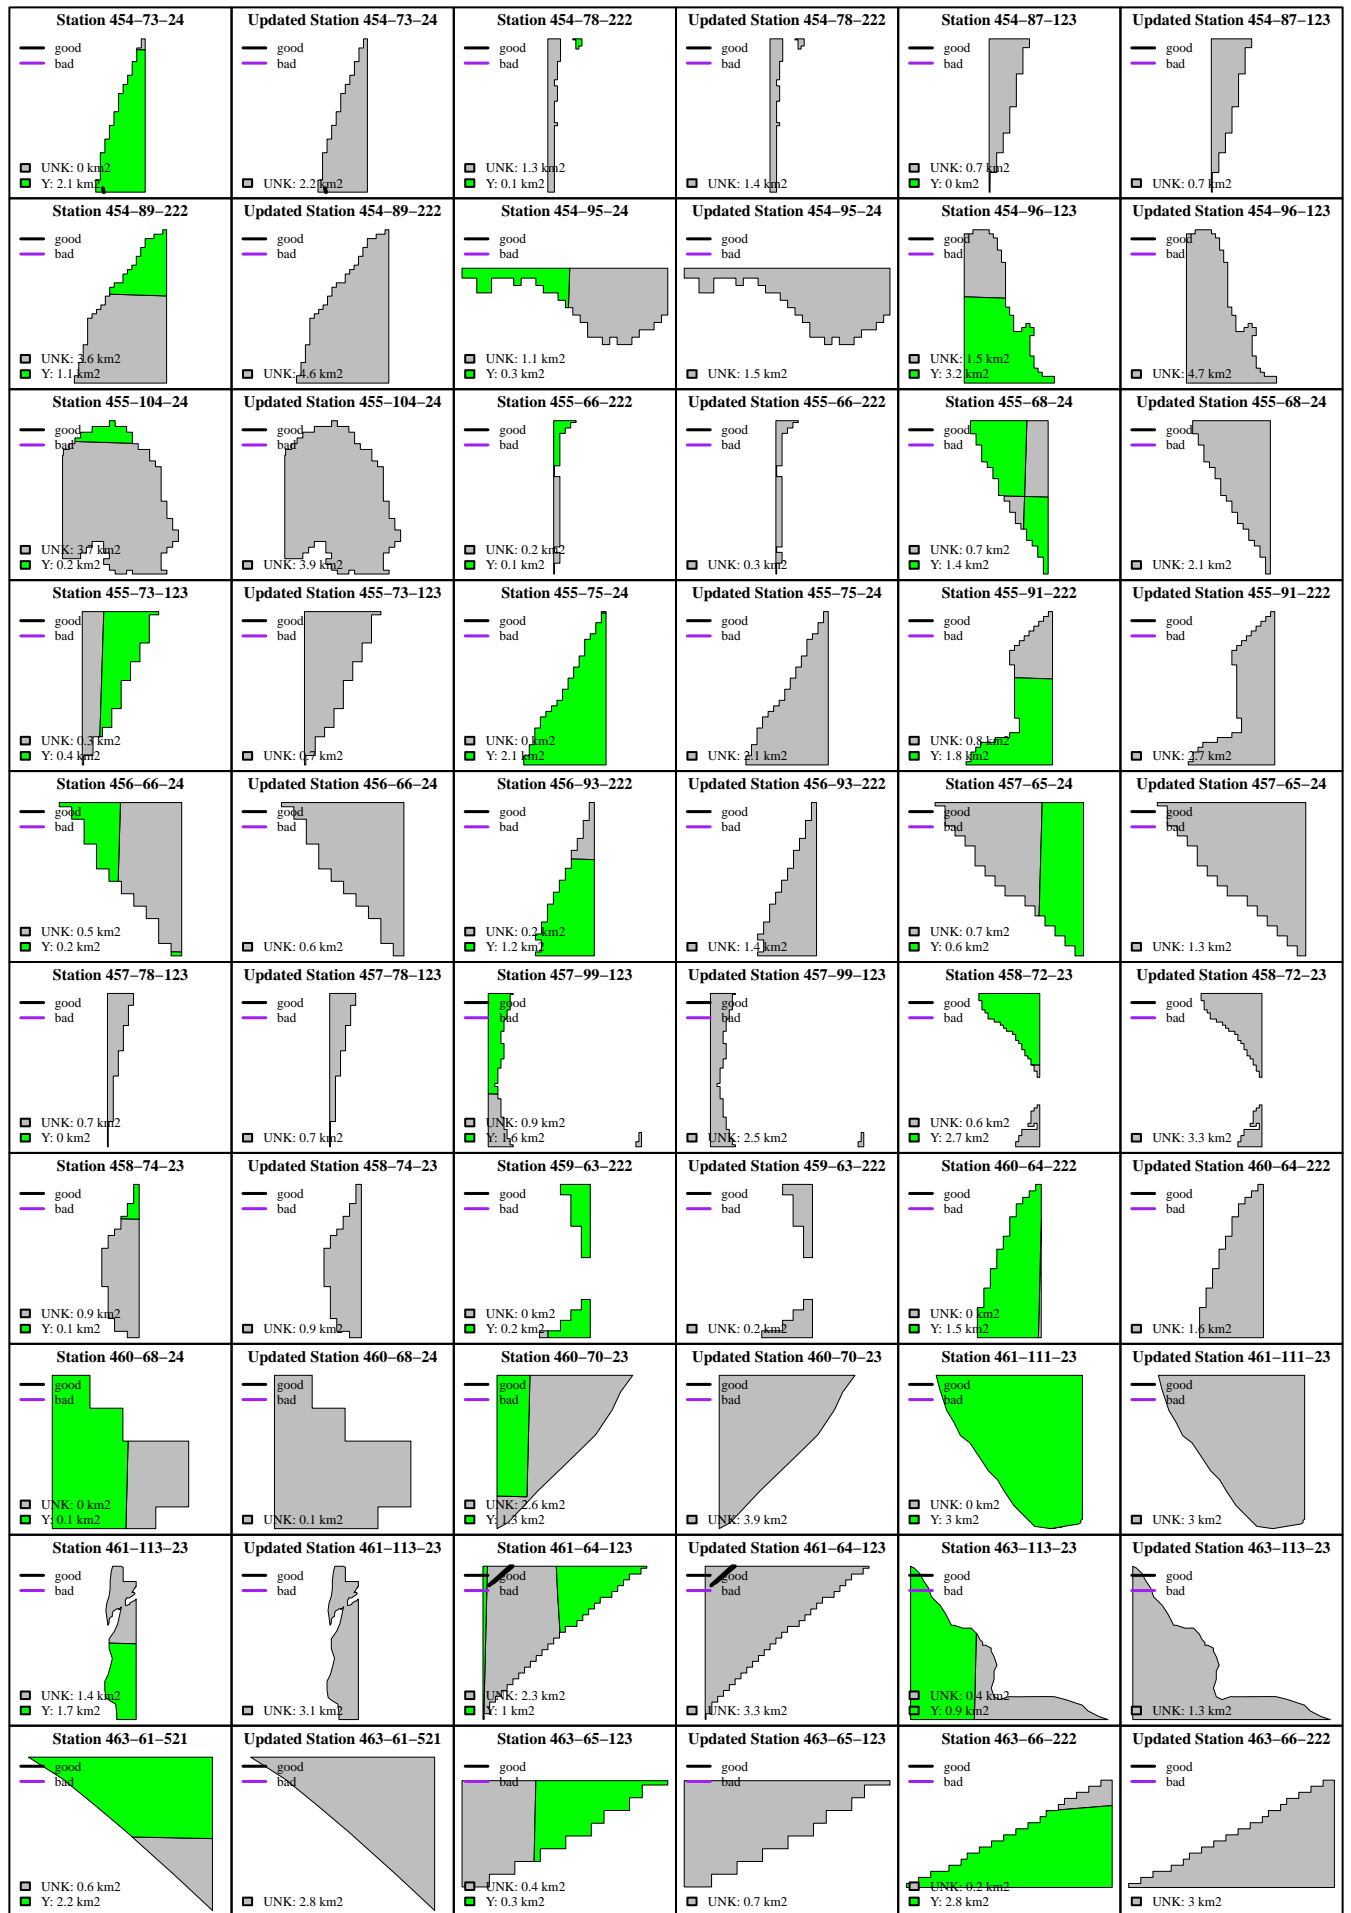 Station 454−73−24
good
bad
UNK: 0 km2
Y: 2.1 km2
Updated Station 454−73−24
good
bad
UNK: 2.2 km2
Station 454−78−222
good
bad
UNK: 1.3 km2
Y: 0.1 km2
Updated Station 454−78−222
good
bad
UNK: 1.4 km2
Station 454−87−123
good
bad
UNK: 0.7 km2
Y: 0 km2
Updated Station 454−87−123
good
bad
UNK: 0.7 km2
Station 454−89−222
good
bad
UNK: 3.6 km2
Y: 1.1 km2
Updated Station 454−89−222
good
bad
UNK: 4.6 km2
Station 454−95−24
good
bad
UNK: 1.1 km2
Y: 0.3 km2
Updated Station 454−95−24
good
bad
UNK: 1.5 km2
Station 454−96−123
good
bad
UNK: 1.5 km2
Y: 3.2 km2
Updated Station 454−96−123
good
bad
UNK: 4.7 km2
Station 455−104−24
good
bad
UNK: 3.7 km2
Y: 0.2 km2
Updated Station 455−104−24
good
bad
UNK: 3.9 km2
Station 455−66−222
good
bad
UNK: 0.2 km2
Y: 0.1 km2
Updated Station 455−66−222
good
bad
UNK: 0.3 km2
Station 455−68−24
good
bad
UNK: 0.7 km2
Y: 1.4 km2
Updated Station 455−68−24
good
bad
UNK: 2.1 km2
Station 455−73−123
good
bad
UNK: 0.3 km2
Y: 0.4 km2
Updated Station 455−73−123
good
bad
UNK: 0.7 km2
Station 455−75−24
good
bad
UNK: 0 km2
Y: 2.1 km2
Updated Station 455−75−24
good
bad
UNK: 2.1 km2
Station 455−91−222
good
bad
UNK: 0.8 km2
Y: 1.8 km2
Updated Station 455−91−222
good
bad
UNK: 2.7 km2
Station 456−66−24
good
bad
UNK: 0.5 km2
Y: 0.2 km2
Updated Station 456−66−24
good
bad
UNK: 0.6 km2
Station 456−93−222
good
bad
UNK: 0.2 km2
Y: 1.2 km2
Updated Station 456−93−222
good
bad
UNK: 1.4 km2
Station 457−65−24
good
bad
UNK: 0.7 km2
Y: 0.6 km2
Updated Station 457−65−24
good
bad
UNK: 1.3 km2
Station 457−78−123
good
bad
UNK: 0.7 km2
Y: 0 km2
Updated Station 457−78−123
good
bad
UNK: 0.7 km2
Station 457−99−123
good
bad
UNK: 0.9 km2
Y: 1.6 km2
Updated Station 457−99−123
good
bad
UNK: 2.5 km2
Station 458−72−23
good
bad
UNK: 0.6 km2
Y: 2.7 km2
Updated Station 458−72−23
good
bad
UNK: 3.3 km2
Station 458−74−23
good
bad
UNK: 0.9 km2
Y: 0.1 km2
Updated Station 458−74−23
good
bad
UNK: 0.9 km2
Station 459−63−222
good
bad
UNK: 0 km2
Y: 0.2 km2
Updated Station 459−63−222
good
bad
UNK: 0.2 km2
Station 460−64−222
good
bad
UNK: 0 km2
Y: 1.5 km2
Updated Station 460−64−222
good
bad
UNK: 1.6 km2
Station 460−68−24
good
bad
UNK: 0 km2
Y: 0.1 km2
Updated Station 460−68−24
good
bad
UNK: 0.1 km2
Station 460−70−23
good
bad
UNK: 2.6 km2
Y: 1.3 km2
Updated Station 460−70−23
good
bad
UNK: 3.9 km2
Station 461−111−23
good
bad
UNK: 0 km2
Y: 3 km2
Updated Station 461−111−23
good
bad
UNK: 3 km2
Station 461−113−23
good
bad
UNK: 1.4 km2
Y: 1.7 km2
Updated Station 461−113−23
good
bad
UNK: 3.1 km2
Station 461−64−123
good
bad
UNK: 2.3 km2
Y: 1 km2
Updated Station 461−64−123
good
bad
UNK: 3.3 km2
Station 463−113−23
good
bad
UNK: 0.4 km2
Y: 0.9 km2
Updated Station 463−113−23
good
bad
UNK: 1.3 km2
Station 463−61−521
good
bad
UNK: 0.6 km2
Y: 2.2 km2
Updated Station 463−61−521
good
bad
UNK: 2.8 km2
Station 463−65−123
good
bad
UNK: 0.4 km2
Y: 0.3 km2
Updated Station 463−65−123
good
bad
UNK: 0.7 km2
Station 463−66−222
good
bad
UNK: 0.2 km2
Y: 2.8 km2
Updated Station 463−66−222
good
bad
UNK: 3 km2